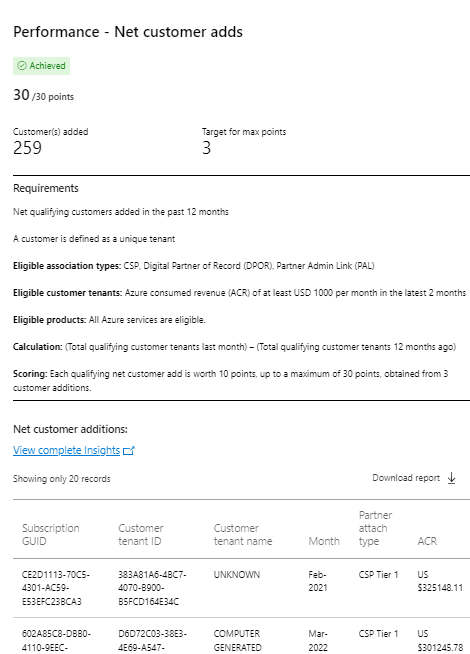 Performance - Net customer adds
Achieved
30 /30 points
Customer(s) added
Target for max points
259
3
Requirements
Net qualifying customers added in the past 12 months
A customer is defined as a unique tenant
Eligible association types: CSP, Digital Partner of Record (DPOR), Partner Admin Link (PAL)
Eligible customer tenants: Azure consumed revenue (ACR) of at least USD 1000 per month in the latest 2 months
Eligible products: All Azure services are eligible.
Calculation: (Total qualifying customer tenants last month) – (Total qualifying customer tenants 12 months ago)
Scoring: Each qualifying net customer add is worth 10 points, up to a maximum of 30 points, obtained from 3
customer additions.
Net customer additions:
View complete Insights
Showing only 20 records
Download report
Subscription GUID
Customer tenant ID
Customer tenant name
Month
Partner attach type
ACR
CE2D1113-70C5-
4301-AC59-
E53EFC23BCA3
383A81A6-4BC7-
4070-B900-
B5FCD164E34C
UNKNOWN
Feb-
2021
CSP Tier 1
US
$325148.11
602A85C8-DBB0-
4110-9EEC-
D6D72C03-38E3-
4E69-A547-
COMPUTER
GENERATED
Mar-
2022
CSP Tier 1
US
$301245.78